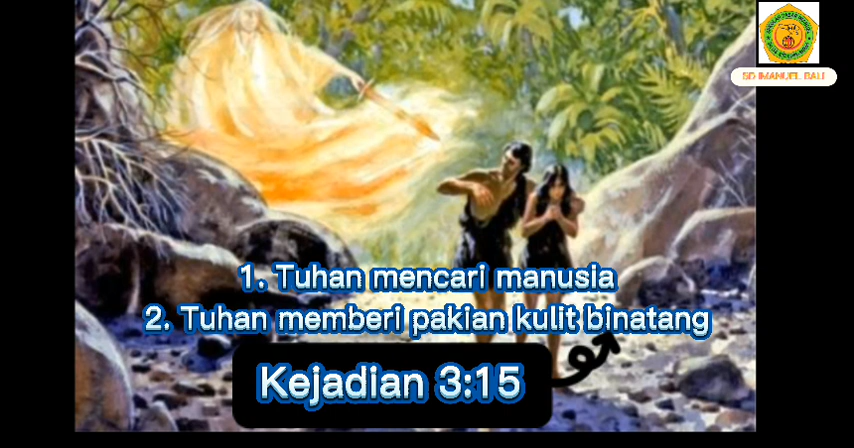 SD IMANUEL BALI
1. Tuhan mencari manusia
2. Tuhan memberi pakian kulit binatang
Kejadian 3:15